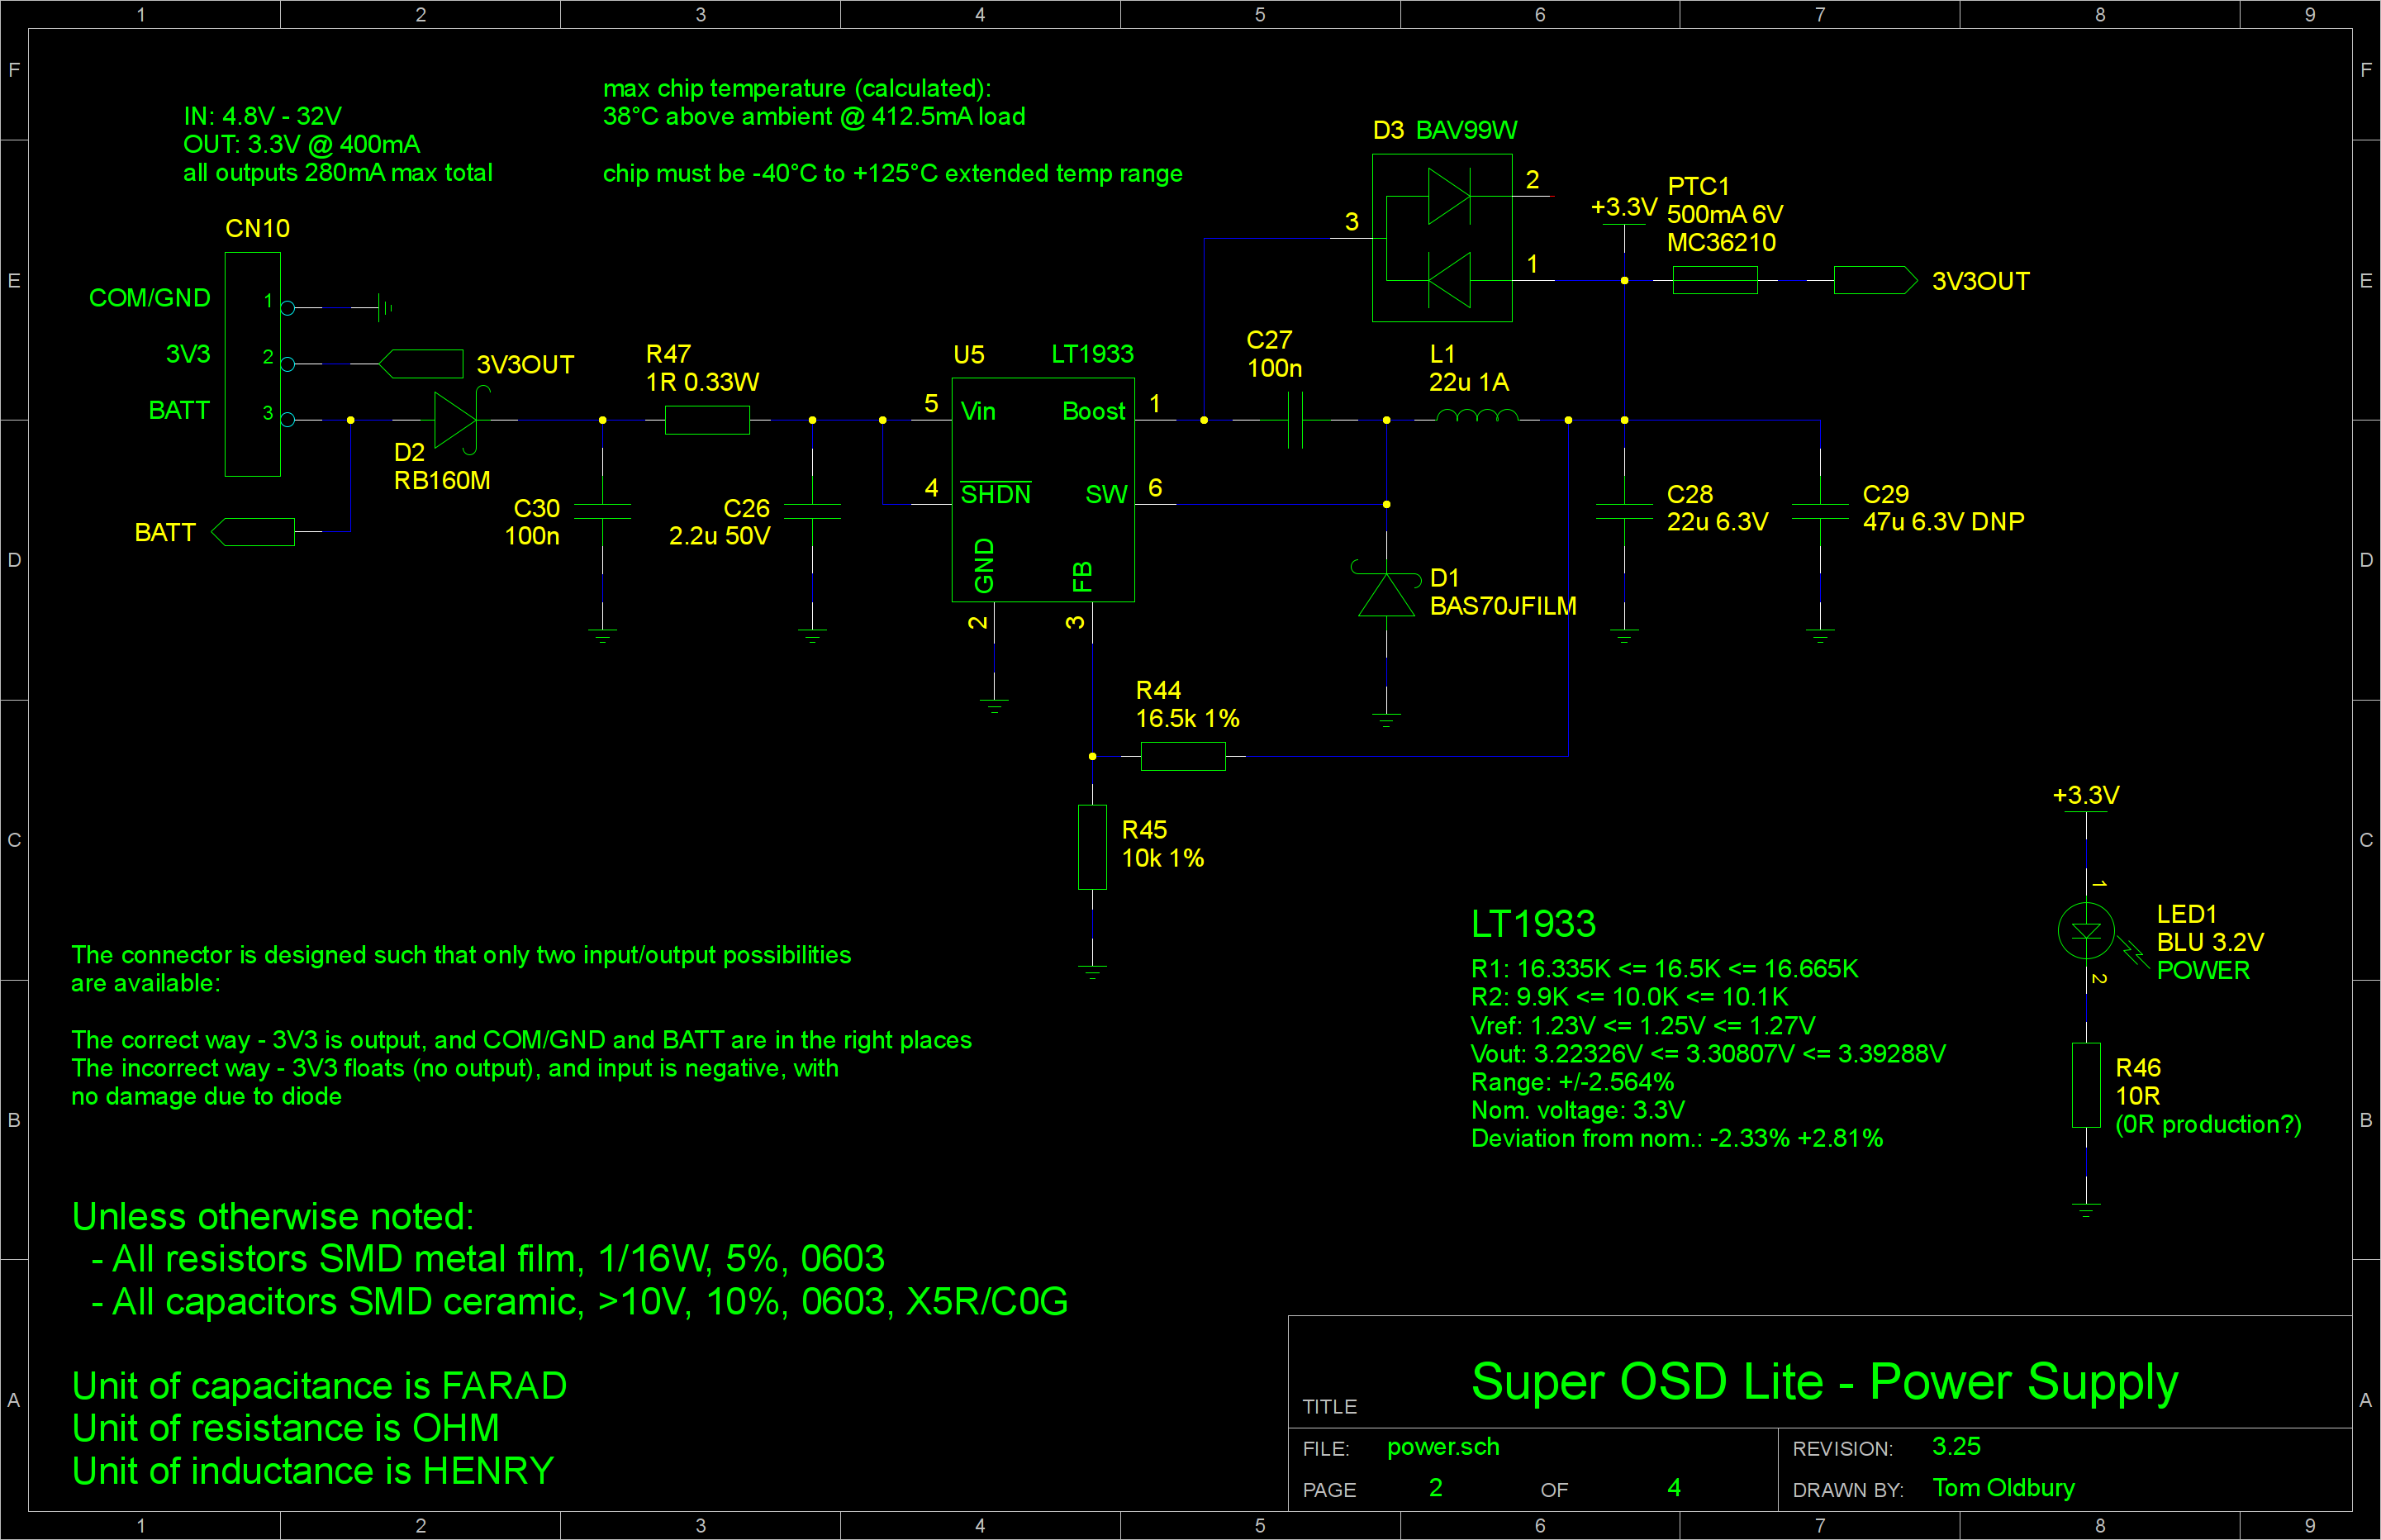 1 2 3 4 5 6 7 8 9
F F
max chip temperature (calculated):
38°C above ambient @ 412.5mA load
chip must be -40°C to +125°C extended temp range
IN: 4.8V - 32V
OUT: 3.3V @ 400mA
all outputs 280mA max total
D3 BAV99W
2
3
1
+3.3V
PTC1
500mA 6V
MC36210
3V3OUT
E E
CN10
COM/GND 1
3V3 2
3V3OUT
BATT 3
BATT
D2
RB160M
R47
1R 0.33W
C30
100n
C26
2.2u 50V
U5 LT1933
5 Vin Boost 1
4 SHDN SW 6
GND FB
2 3
C27
100n
L1
22u 1A
D D
C28
22u 6.3V
C29
47u 6.3V DNP
D1
BAS70JFILM
R44
16.5k 1%
R45
10k 1%
C C
+3.3V
1
LED1
BLU 3.2V
POWER
2
R46
10R
(0R production?)
LT1933
R1: 16.335K <= 16.5K <= 16.665K
R2: 9.9K <= 10.0K <= 10.1K
Vref: 1.23V <= 1.25V <= 1.27V
Vout: 3.22326V <= 3.30807V <= 3.39288V
Range: +/-2.564%
Nom. voltage: 3.3V
Deviation from nom.: -2.33% +2.81%
The connector is designed such that only two input/output possibilities
are available:
The correct way - 3V3 is output, and COM/GND and BATT are in the right places
The incorrect way - 3V3 floats (no output), and input is negative, with
no damage due to diode
B B
Unless otherwise noted:
- All resistors SMD metal film, 1/16W, 5%, 0603
- All capacitors SMD ceramic, >10V, 10%, 0603, X5R/C0G
Unit of capacitance is FARAD
Unit of resistance is OHM
Unit of inductance is HENRY
A A
TITLE Super OSD Lite - Power Supply
FILE: power.sch REVISION: 3.25
PAGE 2 OF 4 DRAWN BY: Tom Oldbury
1 2 3 4 5 6 7 8 9